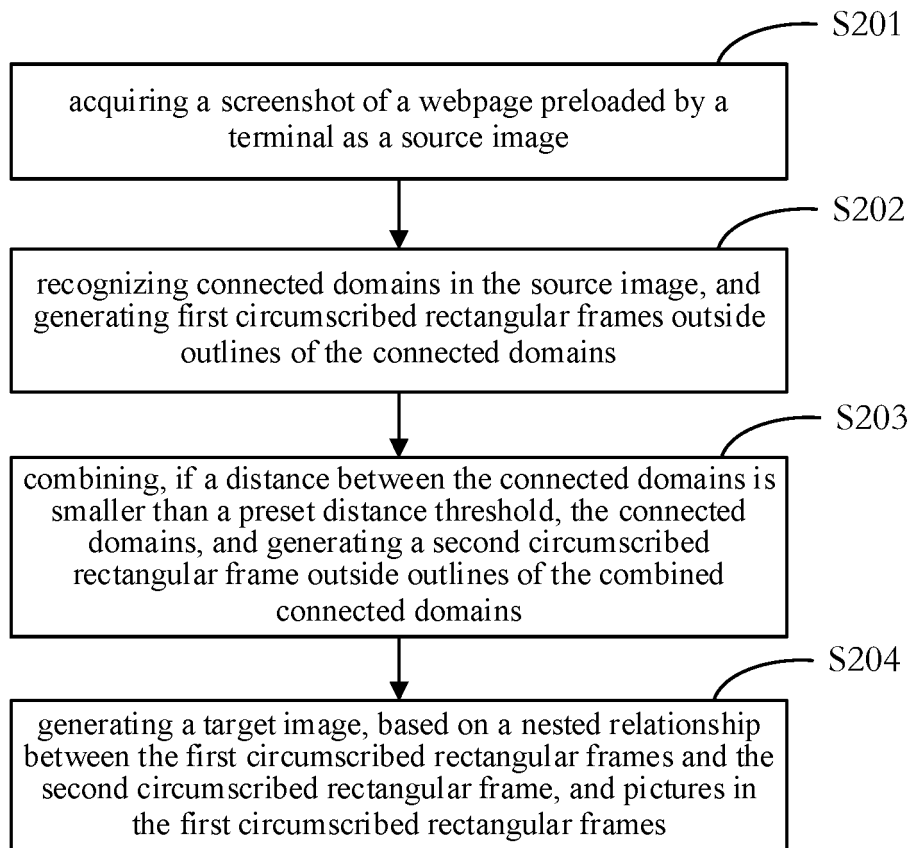 S201
acquiring a screenshot of a webpage preloaded by a
terminal as a source image
S202
recognizing connected domains in the source image, and
generating first circumscribed rectangular frames outside
outlines of the connected domains
S203
combining, if a distance between the connected domains is
smaller than a preset distance threshold, the connected
domains, and generating a second circumscribed
rectangular frame outside outlines of the combined
connected domains
S204
generating a target image, based on a nested relationship
between the first circumscribed rectangular frames and the
second circumscribed rectangular frame, and pictures in
the first circumscribed rectangular frames